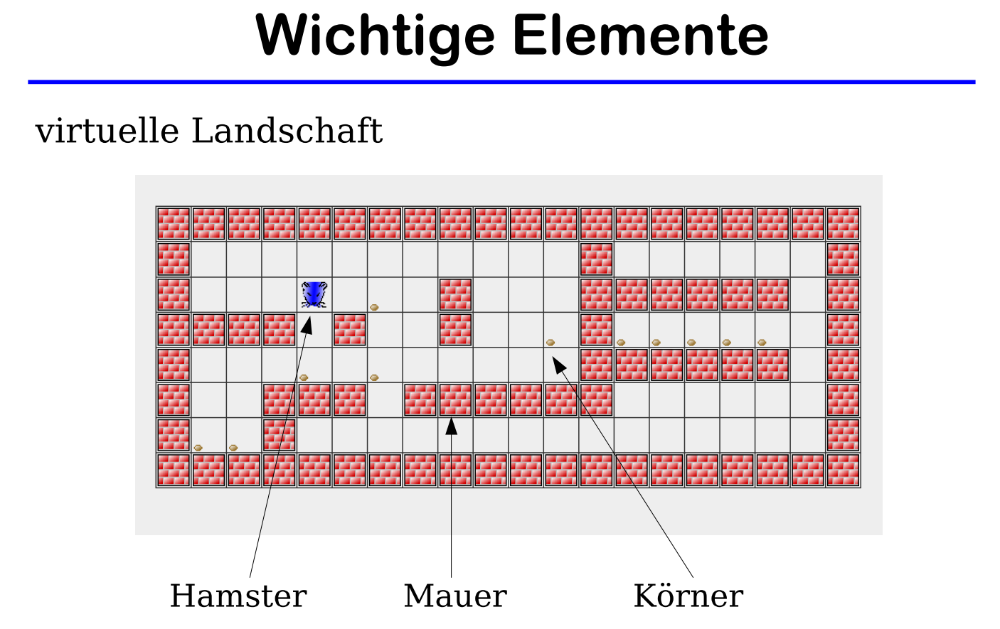 Wichtige Elemente
virtuelle Landschaft
Hamster Mauer Körner